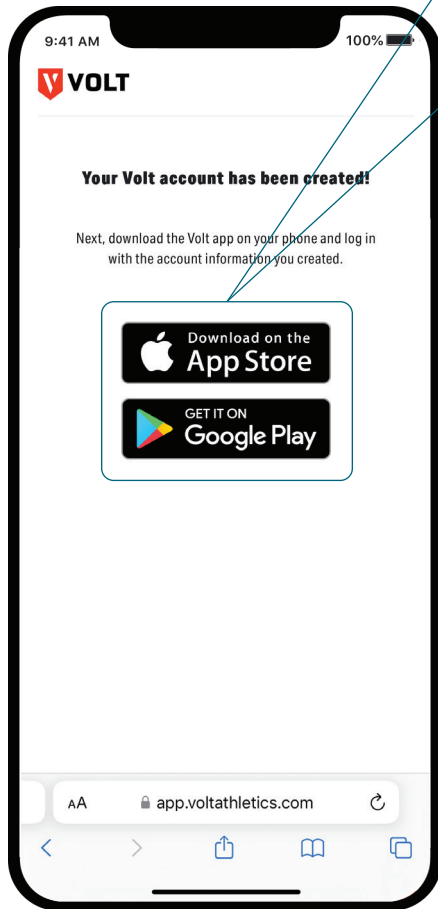 9:41 AM 100%
VOLT
Your Volt account has been created!
Next, download the Volt app on your phone and log in
with the account information you created.
Download on the
App Store
GET IT ON
Google Play
AA app.voltathletics.com